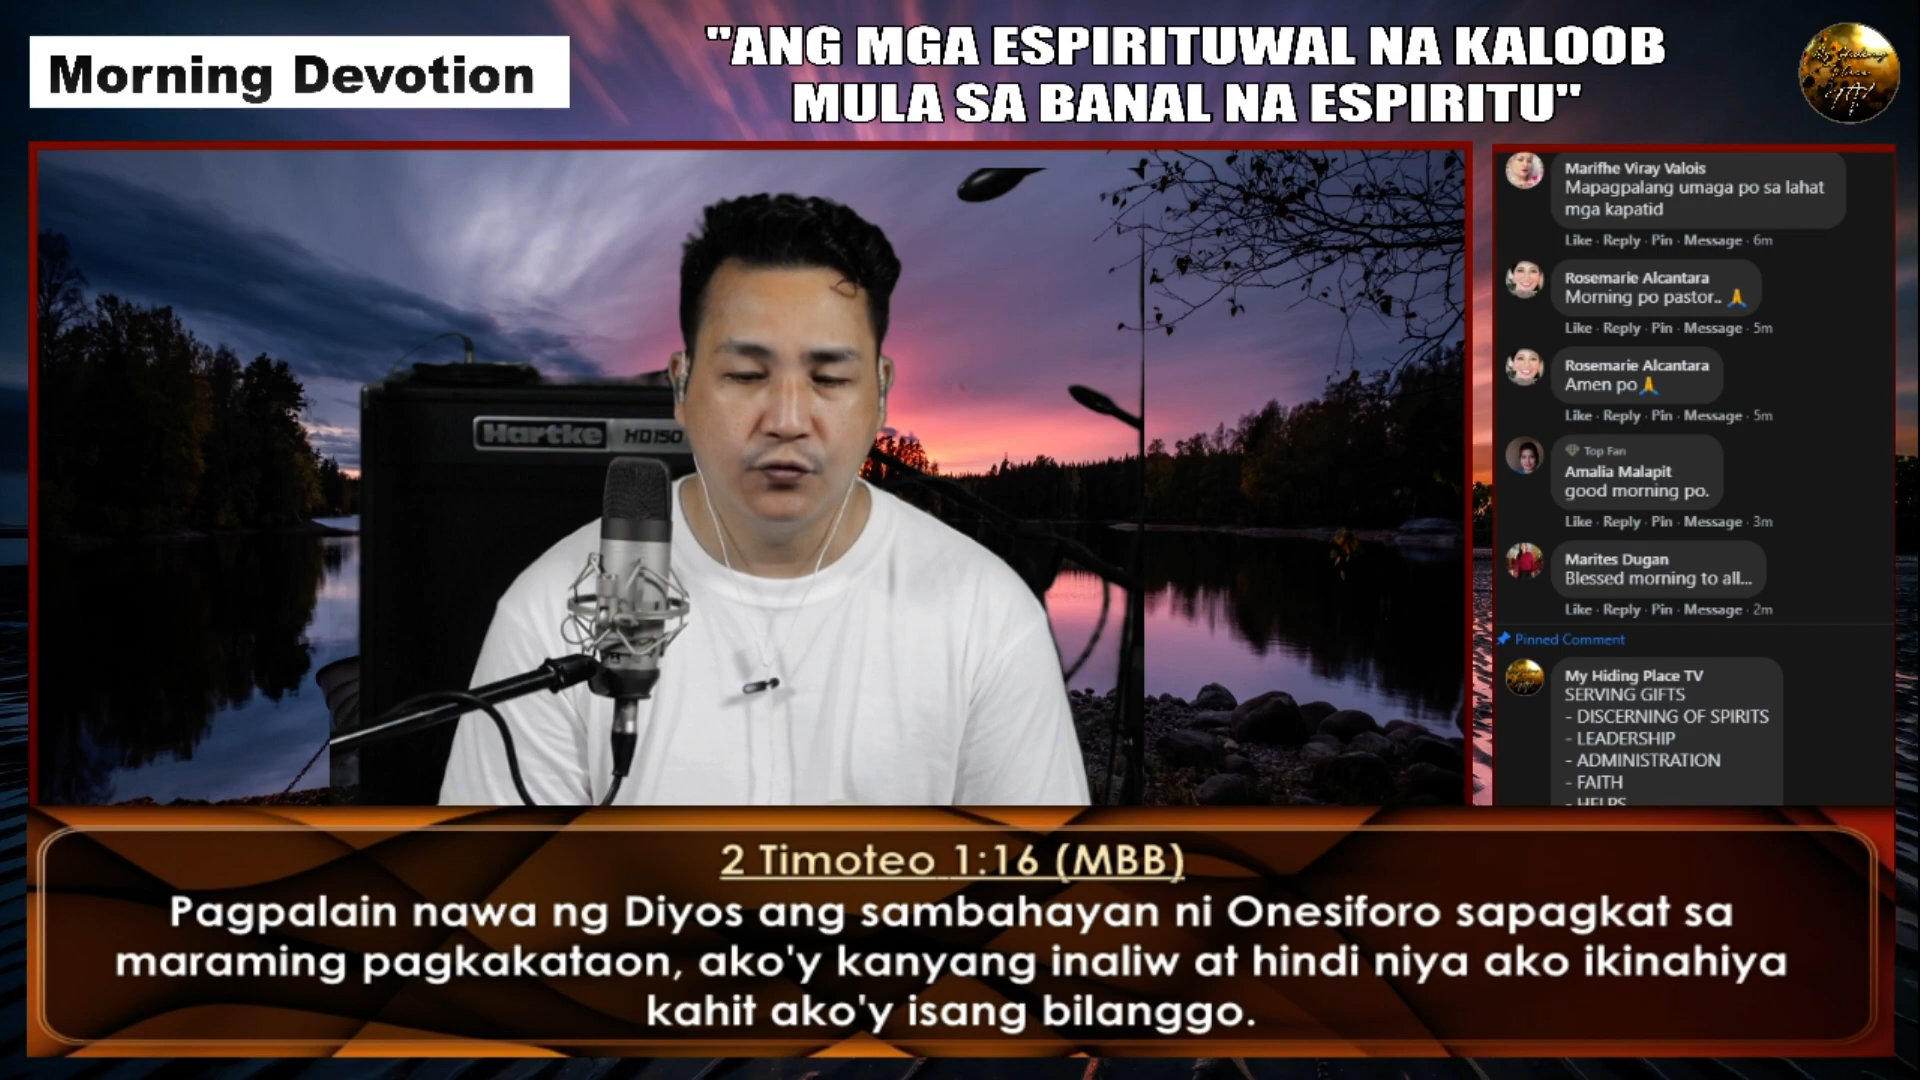 Morning Devotion
"ANG MGA ESPIRITUWAL NA KALOOB
MULA SA BANAL NA ESPIRITU"
My Hiding
Place
Hartke HD150
Marifhe Viray Valois
Mapagpalang umaga po sa lahat
mga kapatid
Like · Reply · Pin · Message · 6m
Rosemarie Alcantara
Morning po pastor.. 🙏
Like · Reply · Pin · Message · 5m
Rosemarie Alcantara
Amen po🙏
Like · Reply · Pin · Message · 5m
Top Fan
Amalia Malapit
good morning po.
Like · Reply · Pin · Message · 3m
Marites Dugan
Blessed morning to all...
Like · Reply · Pin · Message · 2m
Pinned Comment
My Hiding Place TV
SERVING GIFTS
- DISCERNING OF SPIRITS
- LEADERSHIP
- ADMINISTRATION
- FAITH
- HELPS
2 Timoteo 1:16 (MBB)
Pagpalain nawa ng Diyos ang sambahayan ni Onesiforo sapagkat sa
maraming pagkakataon, ako'y kanyang inaliw at hindi niya ako ikinahiya
kahit ako'y isang bilanggo.